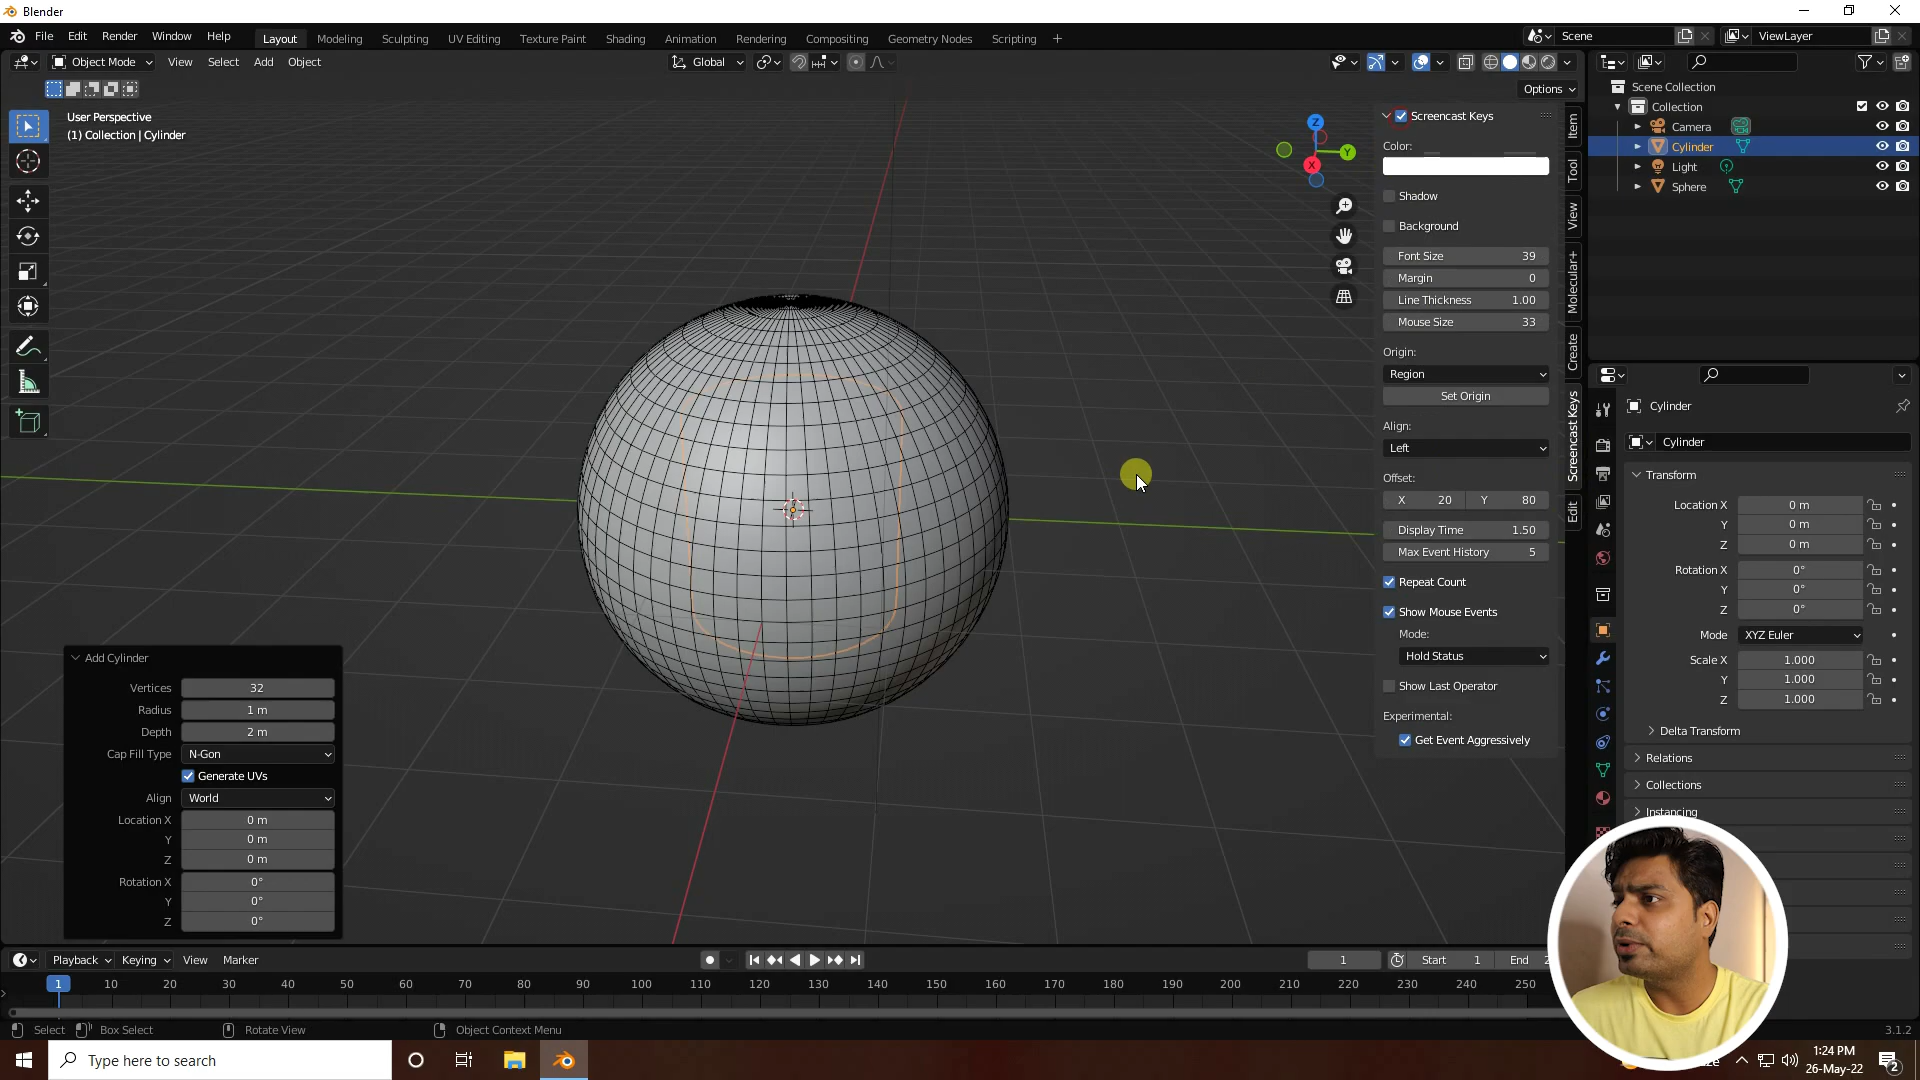 Blender
File Edit Render Window Help Layout Modeling Sculpting UV Editing Texture Paint Shading Animation Rendering Compositing Geometry Nodes Scripting + Scene ViewLayer
Object Mode View Select Add Object Global
Options
User Perspective
(1) Collection | Cylinder
Z
Y
X
Screencast Keys
Color:
Shadow
Background
Font Size 39
Margin 0
Line Thickness 1.00
Mouse Size 33
Origin:
Region
Set Origin
Align:
Left
Offset:
X 20 Y 80
Display Time 1.50
Max Event History 5
Repeat Count
Show Mouse Events
Mode:
Hold Status
Show Last Operator
Experimental:
Get Event Aggressively
Item
Tool
View
Molecular+
Create
Screencast Keys
Edit
Scene Collection
Collection
Camera
Cylinder
Light
Sphere
Cylinder
Cylinder
Transform
Location X 0 m
Y 0 m
Z 0 m
Rotation X 0°
Y 0°
Z 0°
Mode XYZ Euler
Scale X 1.000
Y 1.000
Z 1.000
Delta Transform
Relations
Collections
Instancing
Add Cylinder
Vertices 32
Radius 1 m
Depth 2 m
Cap Fill Type N-Gon
Generate UVs
Align World
Location X 0 m
Y 0 m
Z 0 m
Rotation X 0°
Y 0°
Z 0°
Playback Keying View Marker 1 Start 1 End
1 10 20 30 40 50 60 70 80 90 100 110 120 130 140 150 160 170 180 190 200 210 220 230 240 250
Select Box Select Rotate View Object Context Menu 3.1.2
Type here to search
1:24 PM
26-May-22
2